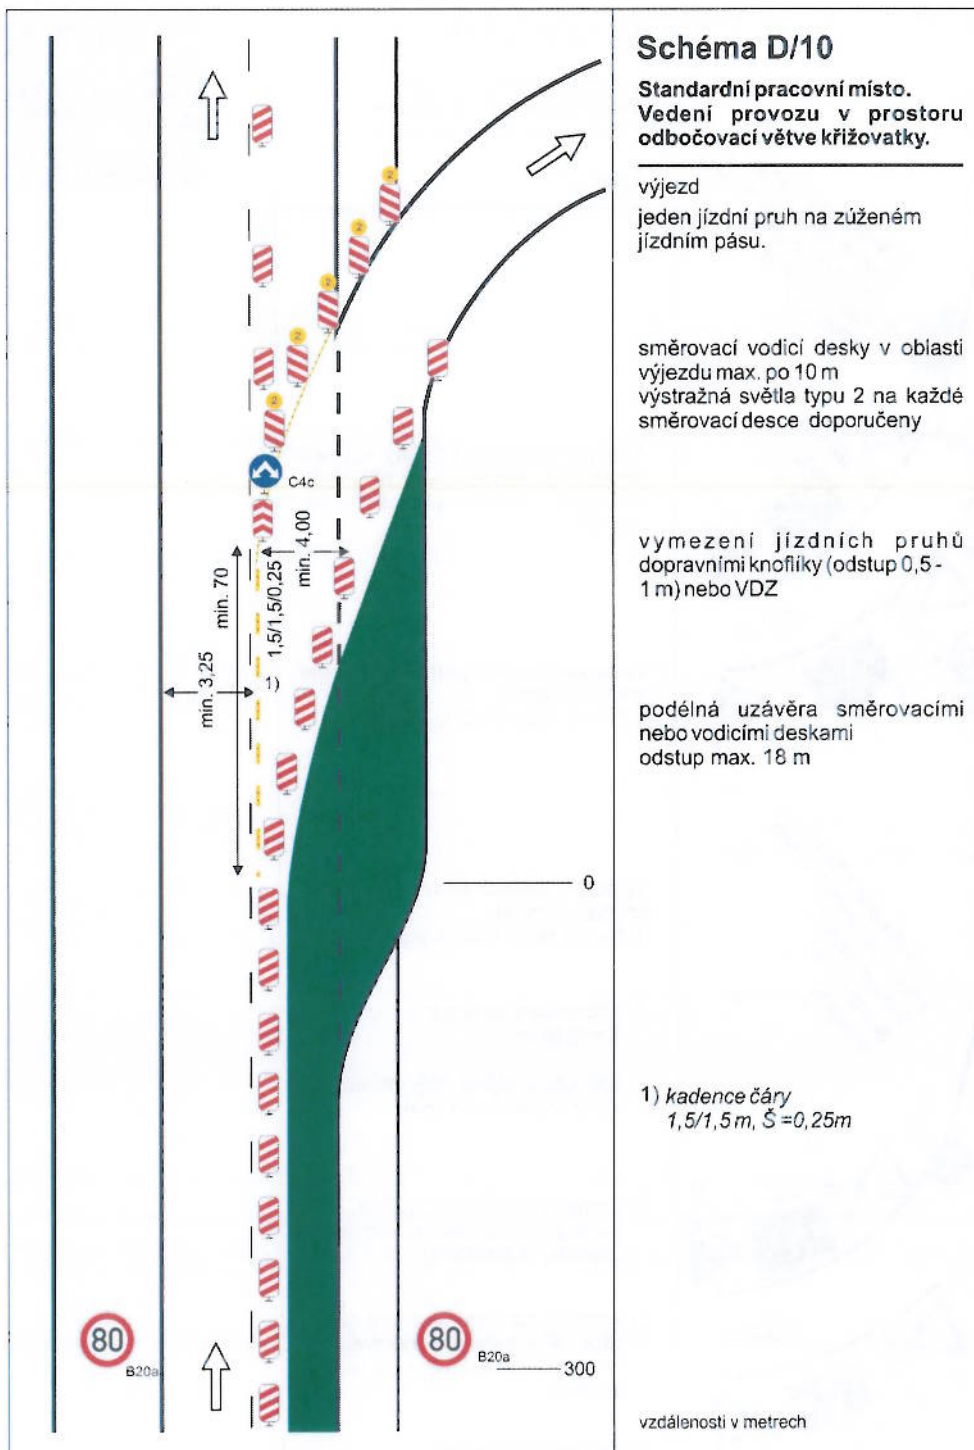 Schéma D/10
Standardní pracovní místo.
Vedení provozu v prostoru
odbočovací větve křižovatky.
výjezd
jeden jízdní pruh na zúženém
jízdním pásu.
směrovací vodicí desky v oblasti
výjezdu max. po 10 m
výstražná světla typu 2 na každé
směrovací desce doporučeny
vymezení jízdních pruhů
dopravními knoflíky (odstup 0,5 -
1 m) nebo VDZ
podélná uzávěra směrovacími
nebo vodicími deskami
odstup max. 18 m
1) kadence čáry
1,5/1,5 m, Š =0,25m
vzdálenosti v metrech
2
2
2
2
2
C4c
min. 4,00
1,5/1,5/0,25
min. 70
1)
min. 3,25
0
80
B20a
80
B20a
300